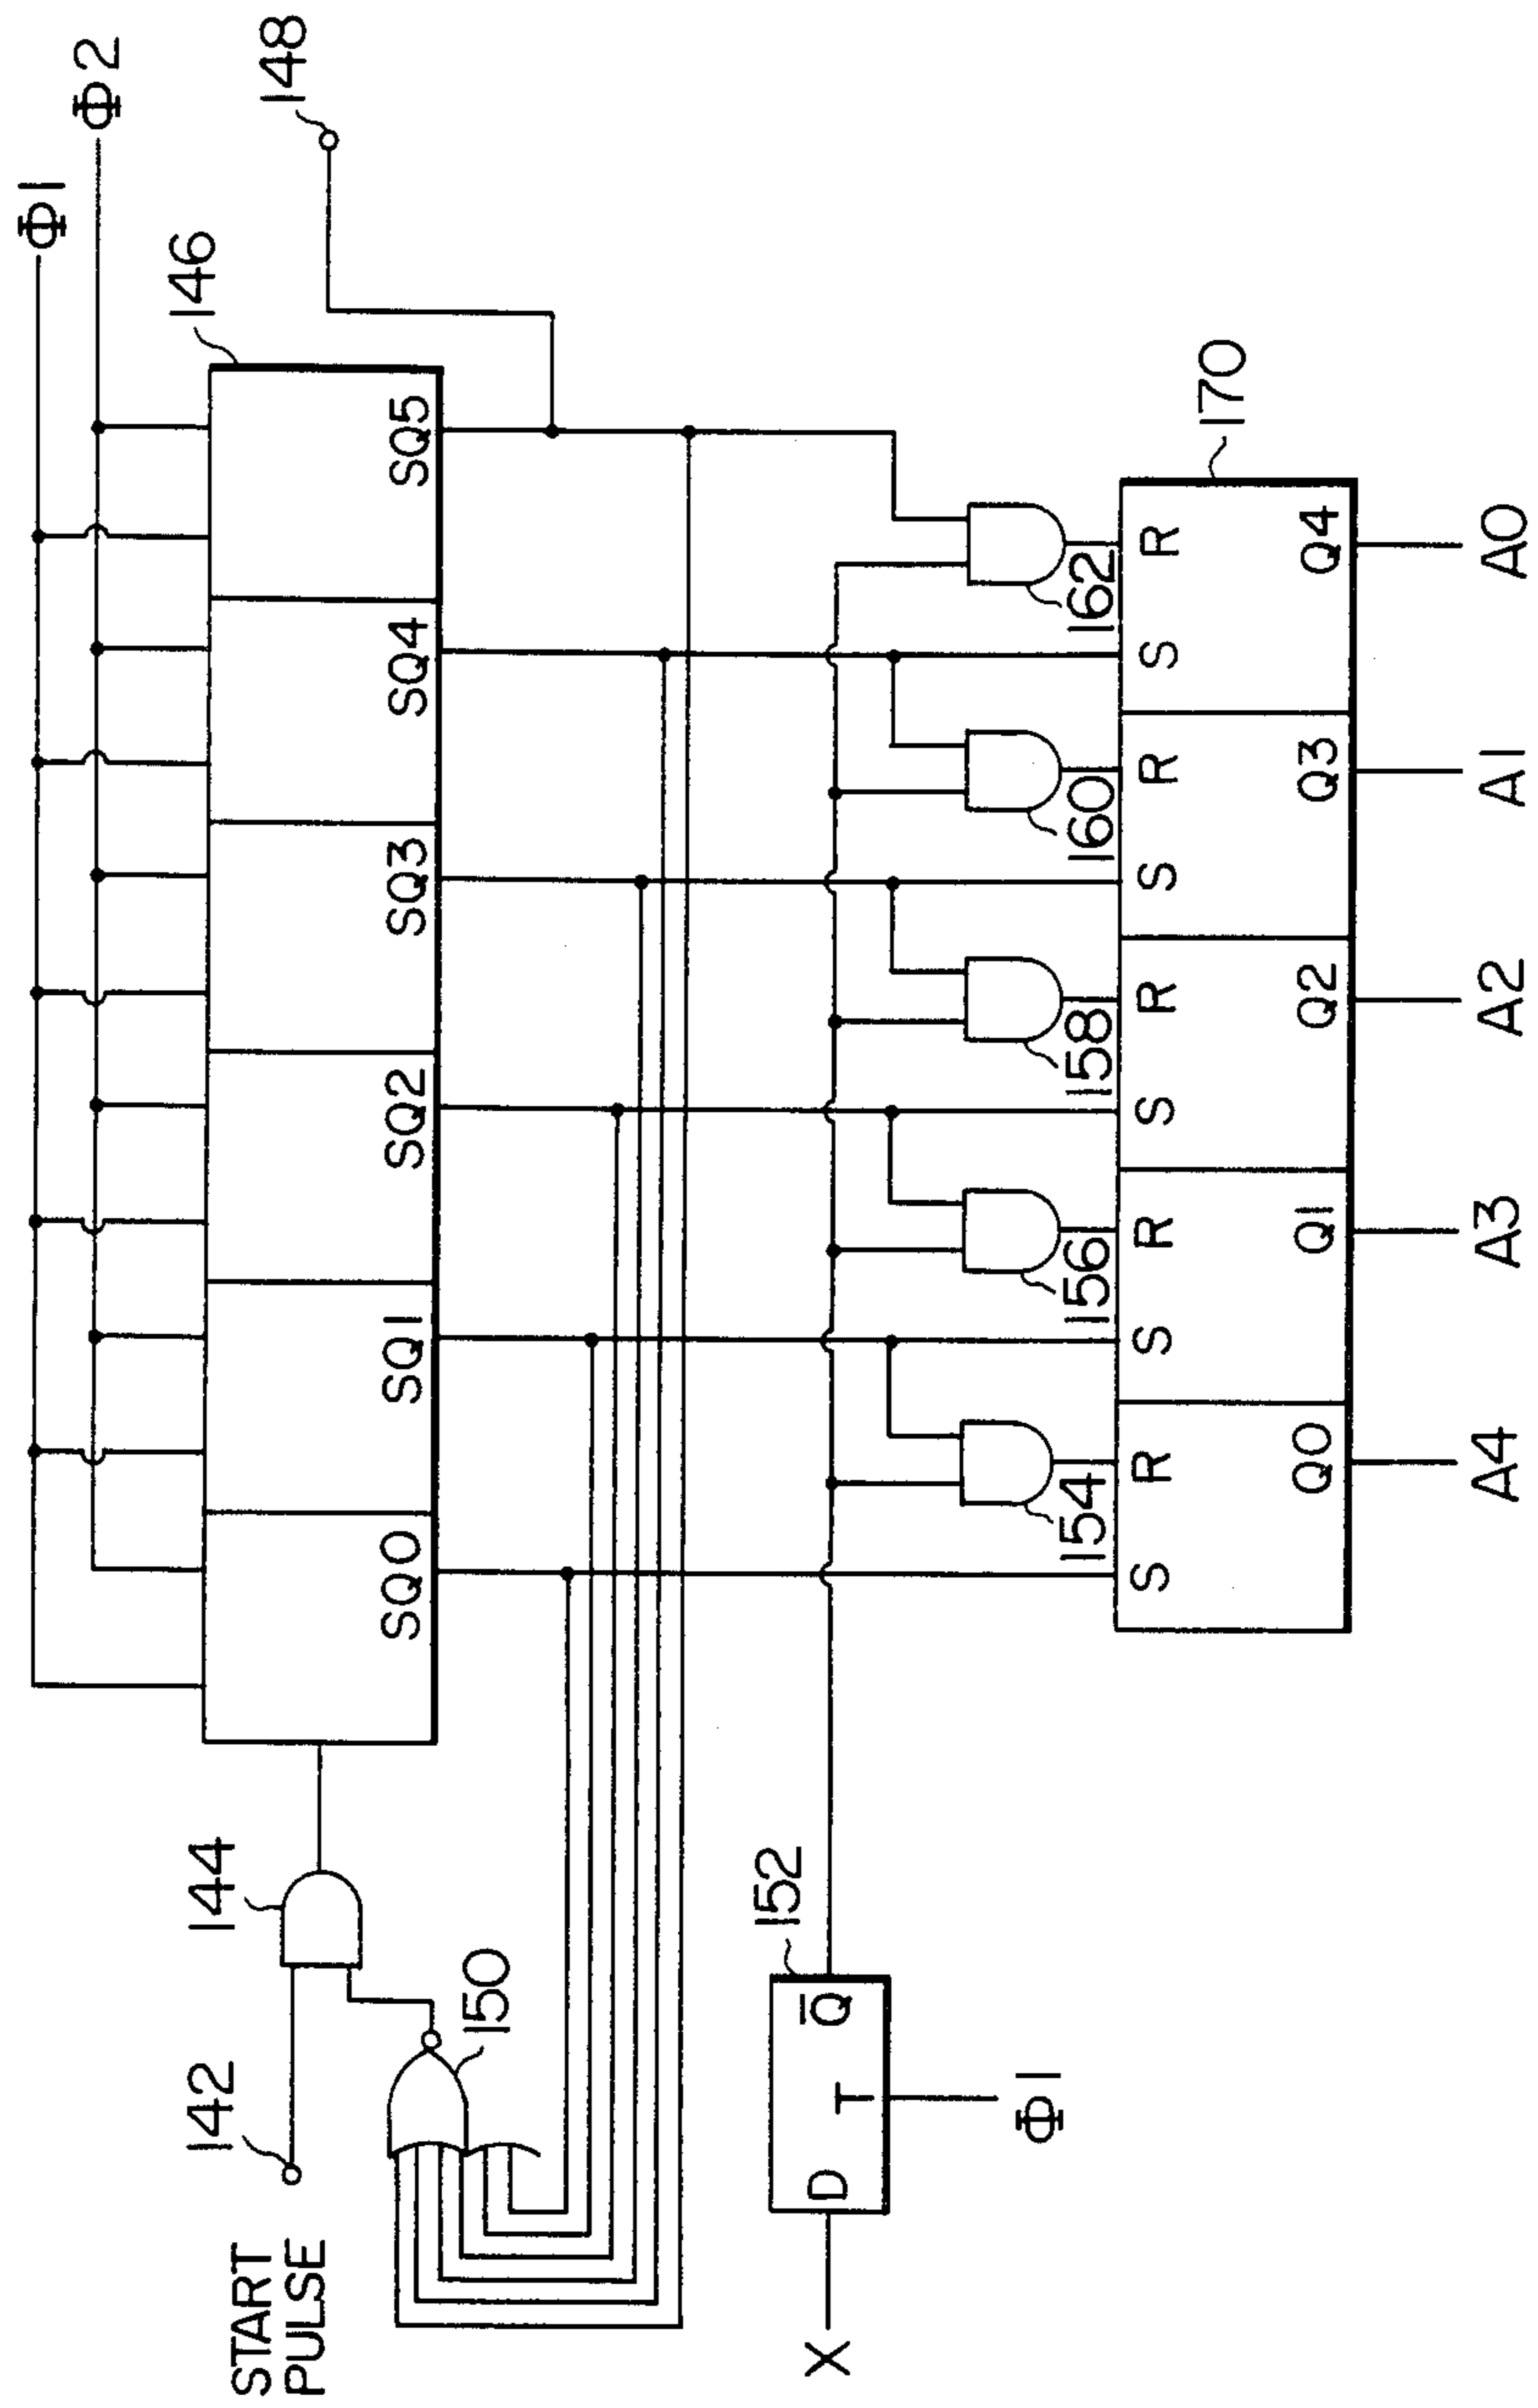 Φ1
Φ2
146
148
START
PULSE
142
144
150
SQ0
SQ1
SQ2
SQ3
SQ4
SQ5
X
D
T
Q̅
152
Φ1
154
156
158
160
162
S
R
S
R
S
R
S
R
S
R
170
Q0
Q1
Q2
Q3
Q4
A4
A3
A2
A1
A0